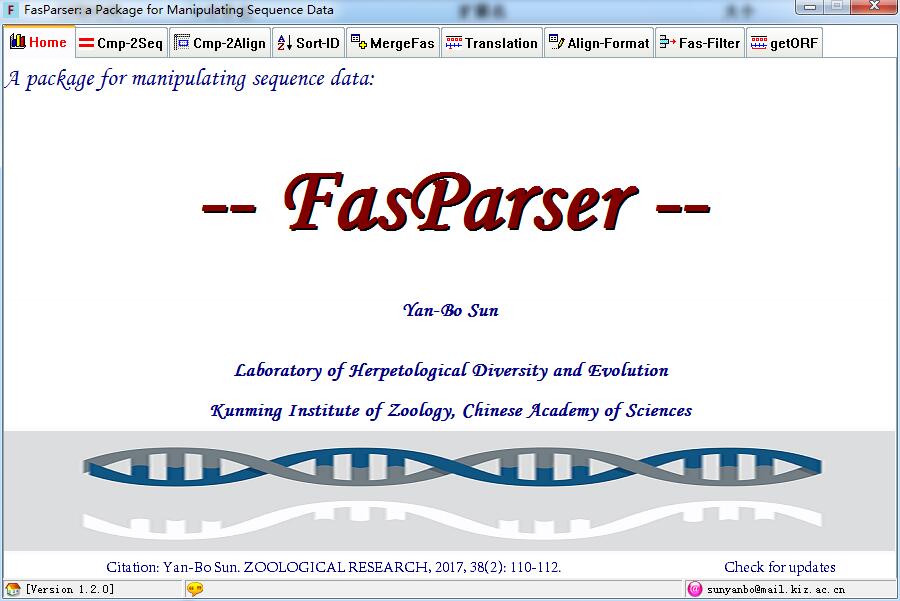 FasParser: a Package for Manipulating Sequence Data
Home Cmp-2Seq Cmp-2Align Sort-ID MergeFas Translation Align-Format Fas-Filter getORF
A package for manipulating sequence data:
-- FasParser --
Yan-Bo Sun
Laboratory of Herpetological Diversity and Evolution
Kunming Institute of Zoology, Chinese Academy of Sciences
Citation: Yan-Bo Sun. ZOOLOGICAL RESEARCH, 2017, 38(2): 110-112. Check for updates
[Version 1.2.0] sunyanbo@mail.kiz.ac.cn